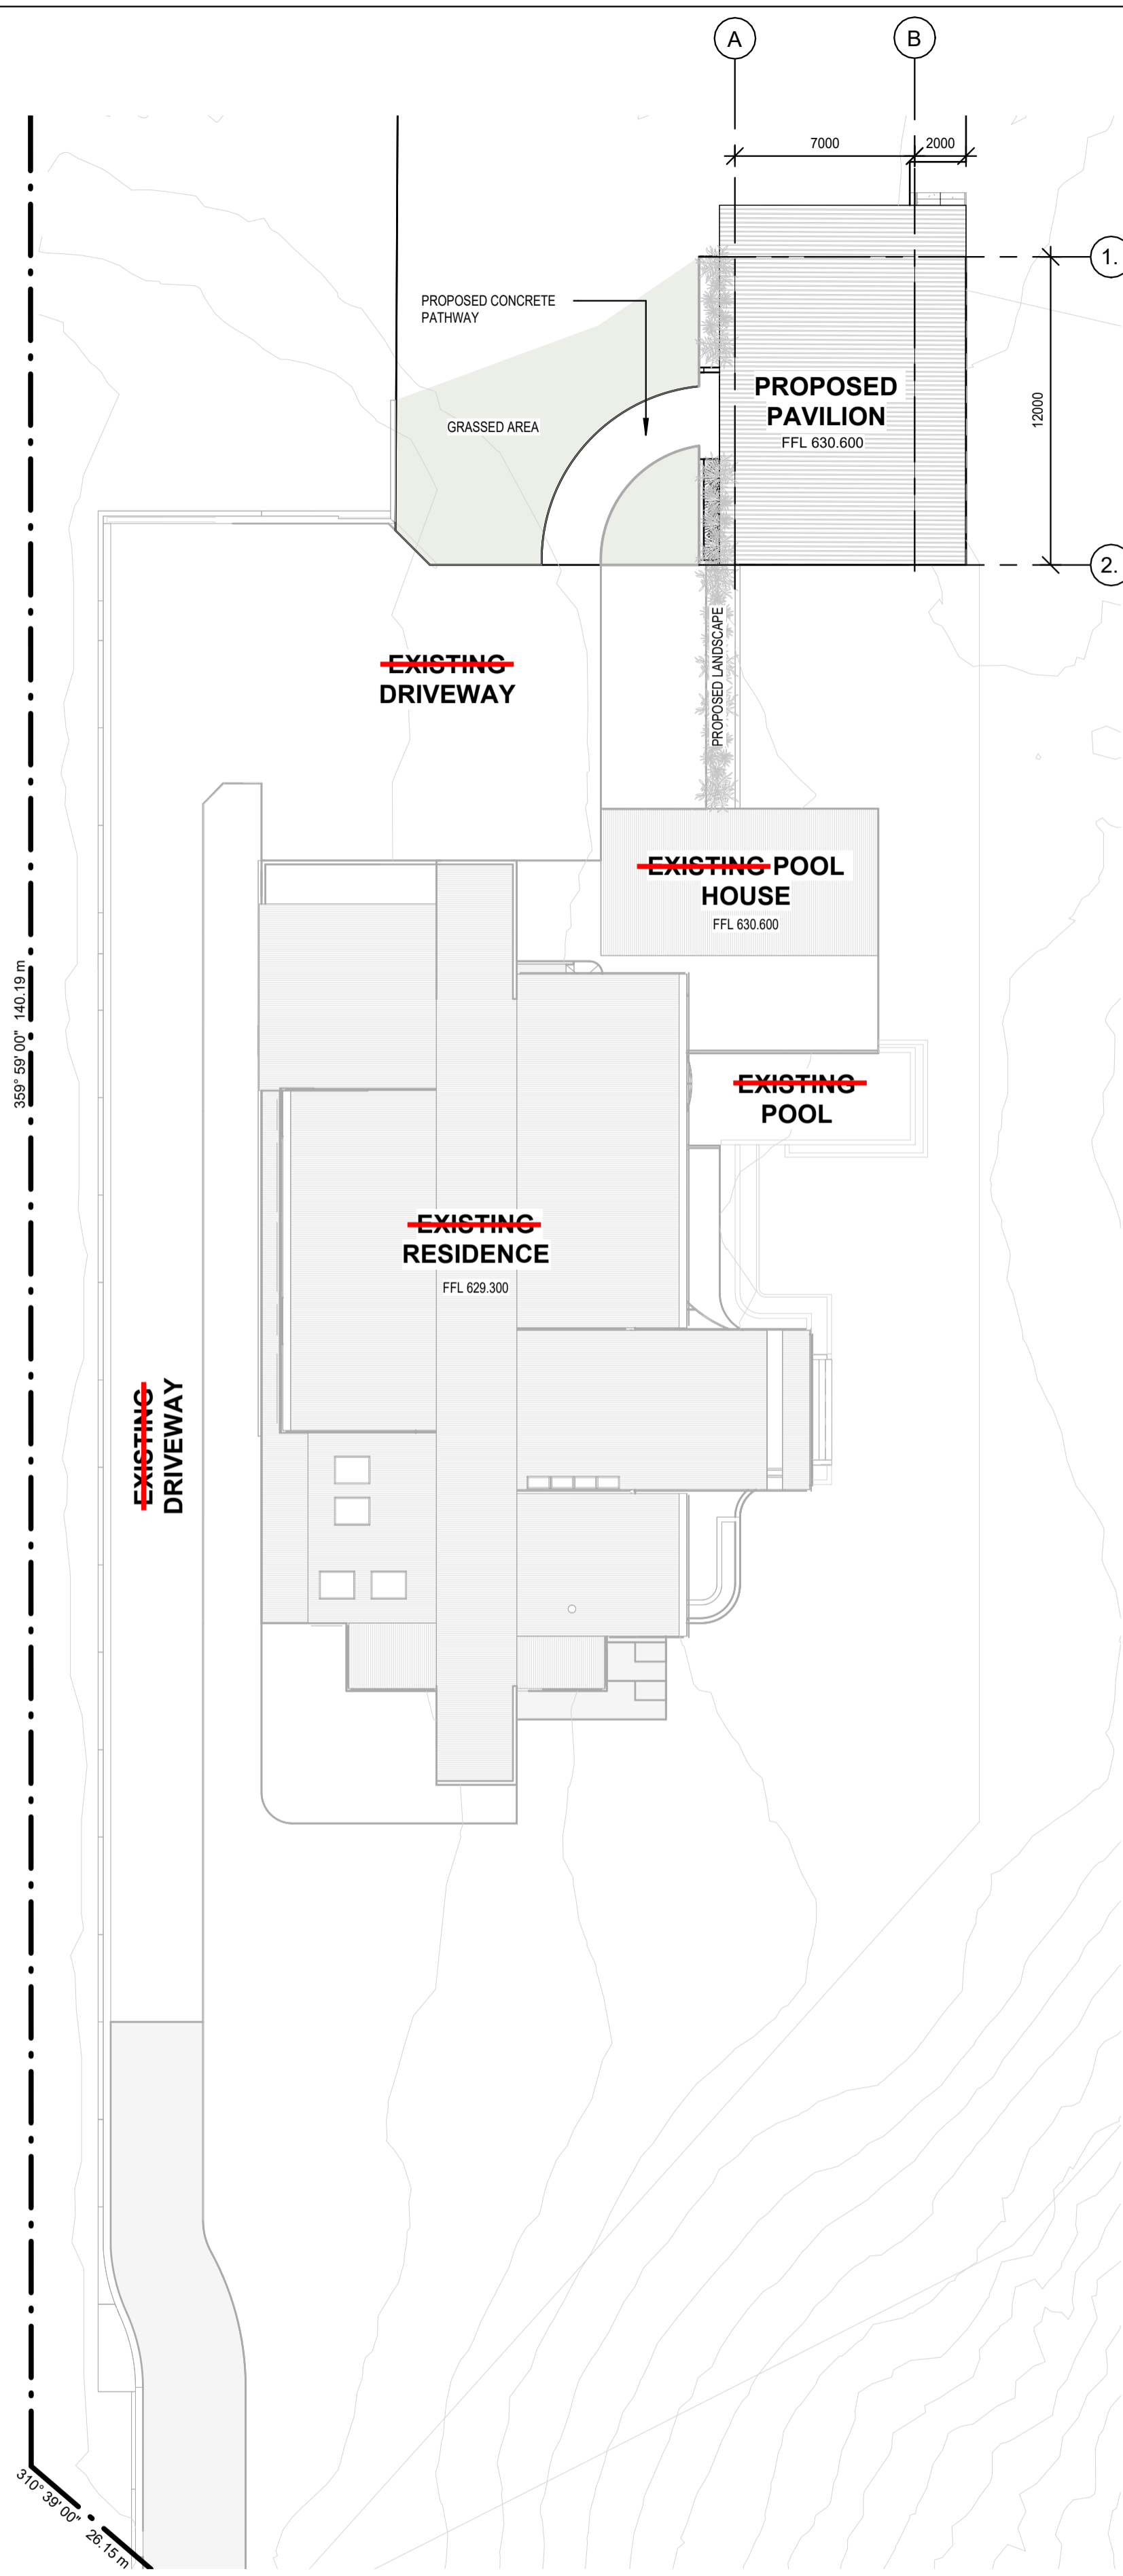 A
B
7000
2000
1.
PROPOSED CONCRETE
PATHWAY
PROPOSED
PAVILION
FFL 630.600
12000
GRASSED AREA
2.
EXISTING
DRIVEWAY
PROPOSED LANDSCAPE
EXISTING POOL
HOUSE
FFL 630.600
359° 59' 00" 140.19 m
EXISTING
POOL
EXISTING
RESIDENCE
FFL 629.300
EXISTING
DRIVEWAY
310° 39' 00" 26.15 m